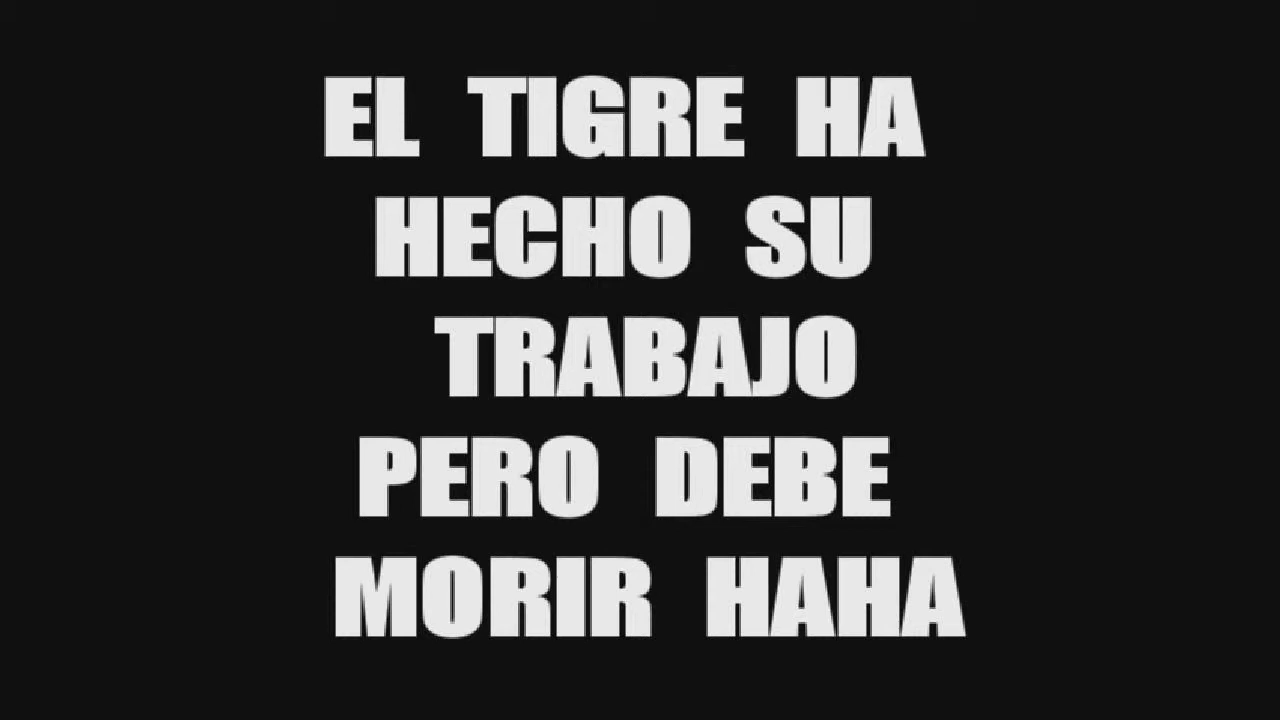 EL TIGRE HA
HECHO SU
TRABAJO
PERO DEBE
MORIR HAHA